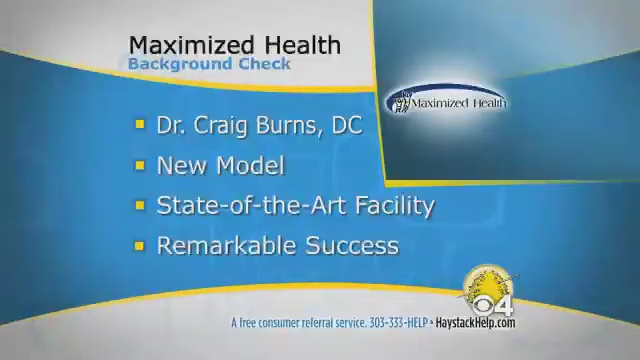 Maximized Health
Background Check
Maximized Health
Dr. Craig Burns, DC
New Model
State-of-the-Art Facility
Remarkable Success
4
A free consumer referral service. 303-333-HELP • HaystackHelp.com